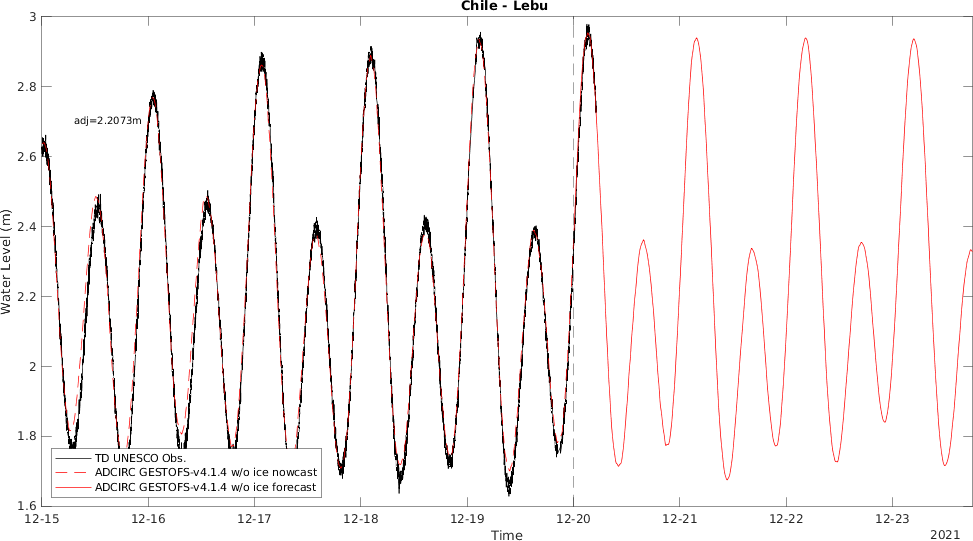 Chile - Lebu
3
2.8
adj=2.2073m
2.6
2.4
Water Level (m)
2.2
2
1.8
TD UNESCO Obs.
ADCIRC GESTOFS-v4.1.4 w/o ice nowcast
ADCIRC GESTOFS-v4.1.4 w/o ice forecast
1.6
12-15 12-16 12-17 12-18 12-19 12-20 12-21 12-22 12-23
Time
2021